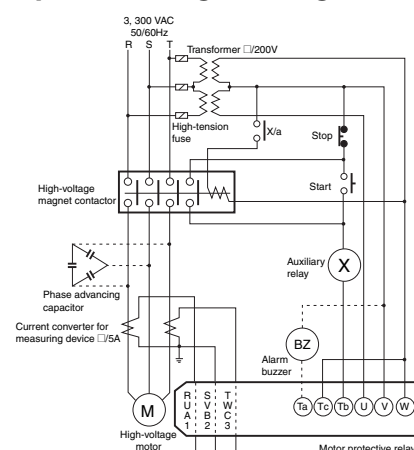 3, 300 VAC
50/60Hz
R S T
Transformer □/200V
High-tension
fuse
X/a
Stop
High-voltage
magnet contactor
Start
Auxiliary
relay
X
Phase advancing
capacitor
Current converter for
measuring device □/5A
BZ
Alarm
buzzer
R S T
U V W
A B C
1 2 3
Ta Tc Tb U V W
M
High-voltage
motor
Motor protective relay